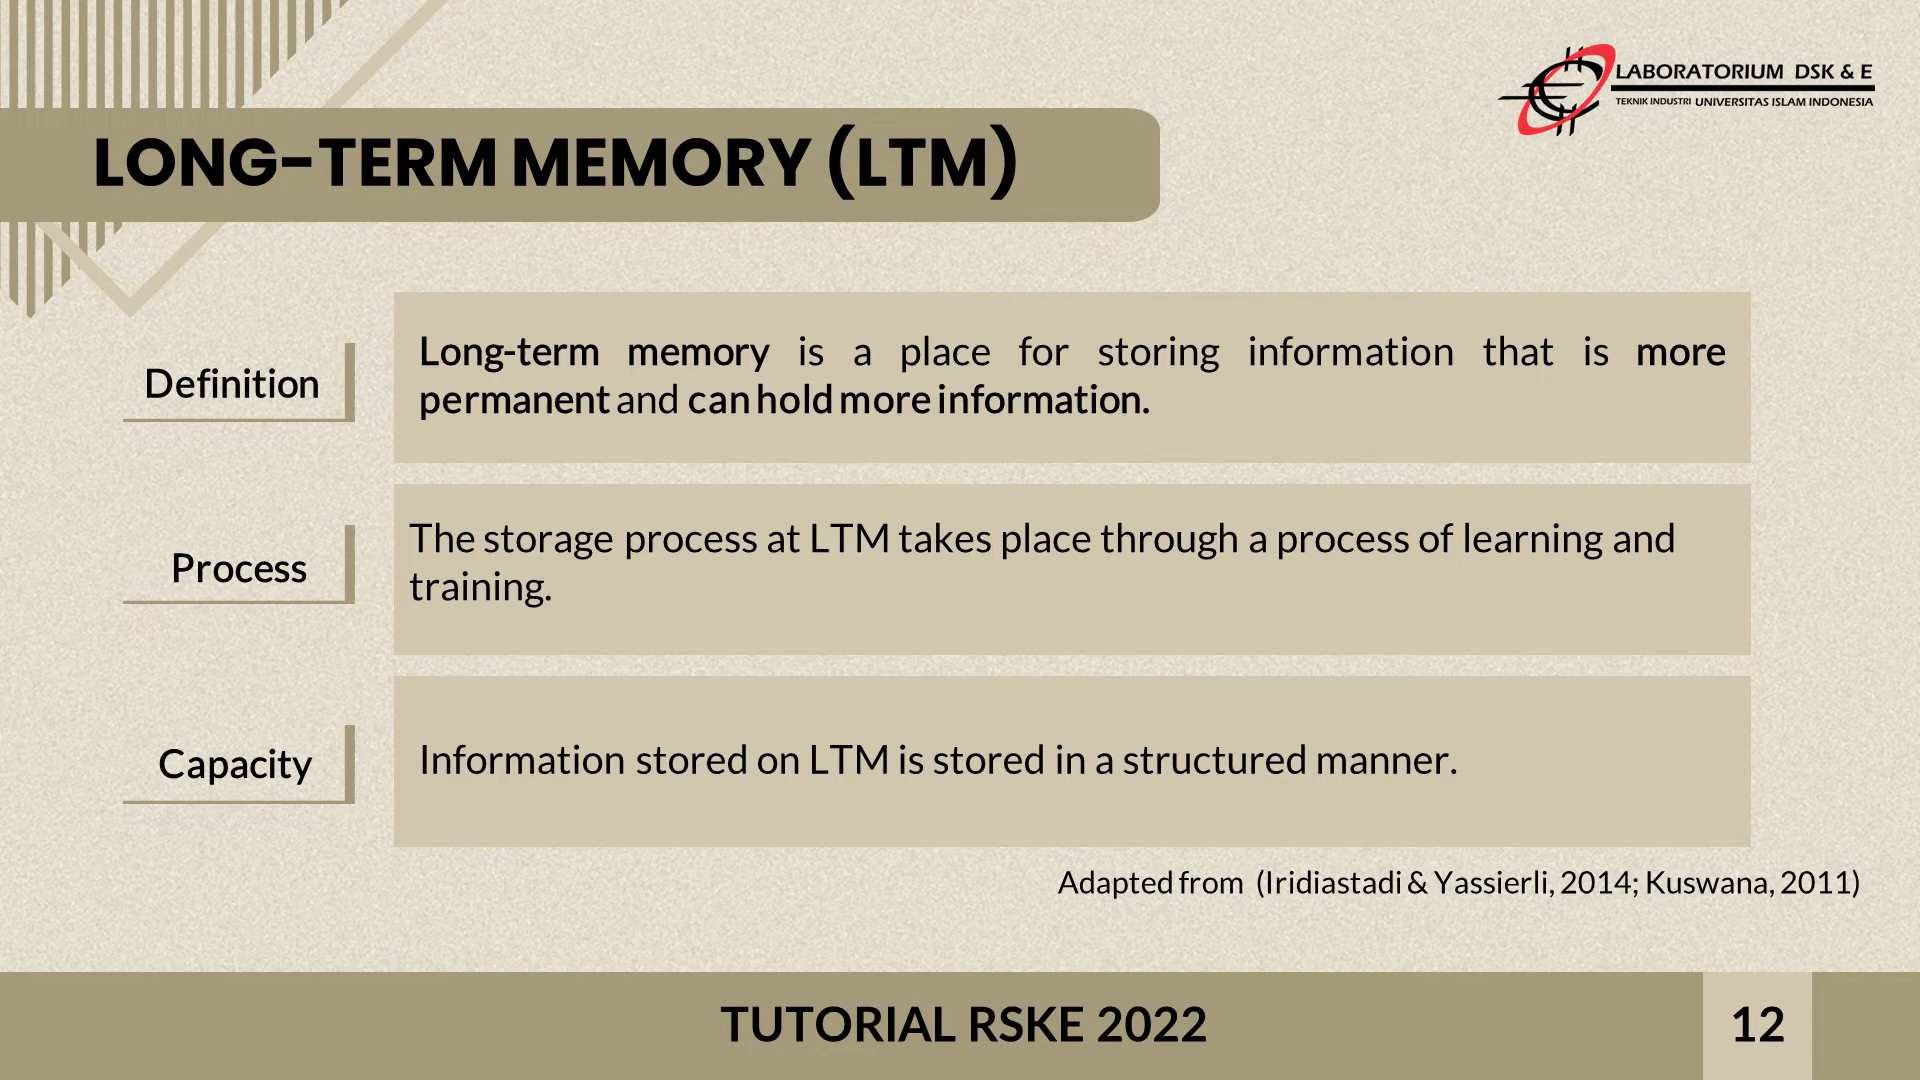 LABORATORIUM DSK & E
TEKNIK INDUSTRI UNIVERSITAS ISLAM INDONESIA
LONG-TERM MEMORY (LTM)
Definition
Long-term memory is a place for storing information that is more
permanent and can hold more information.
Process
The storage process at LTM takes place through a process of learning and
training.
Capacity
Information stored on LTM is stored in a structured manner.
Adapted from (Iridiastadi & Yassierli, 2014; Kuswana, 2011)
TUTORIAL RSKE 2022
12